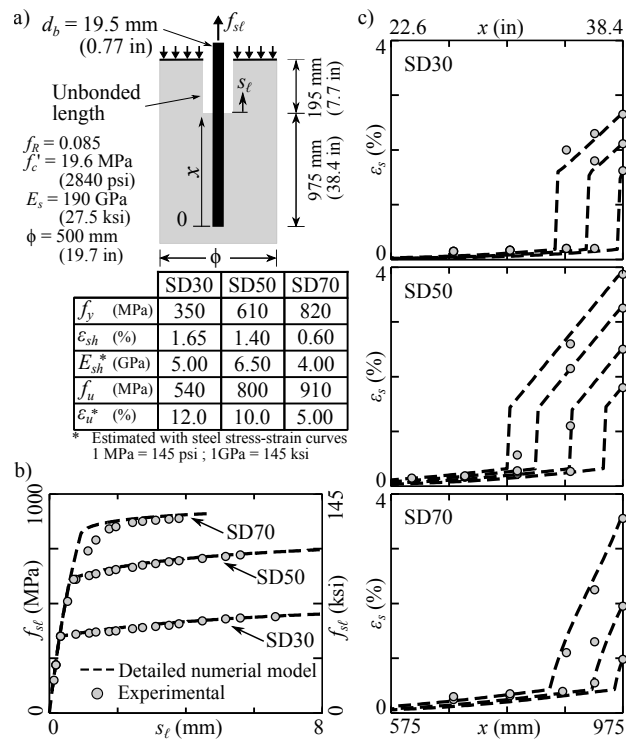 a)
d_b = 19.5 mm
(0.77 in)
f_sℓ
Unbonded
length
s_ℓ
195 mm
(7.7 in)
f_R = 0.085
f_c' = 19.6 MPa
(2840 psi)
E_s = 190 GPa
(27.5 ksi)
ϕ = 500 mm
(19.7 in)
x
0
975 mm
(38.4 in)
ϕ
SD30 SD50 SD70
f_y (MPa) 350 610 820
ε_sh (%) 1.65 1.40 0.60
E_sh* (GPa) 5.00 6.50 4.00
f_u (MPa) 540 800 910
ε_u* (%) 12.0 10.0 5.00
* Estimated with steel stress-strain curves
1 MPa = 145 psi ; 1GPa = 145 ksi
b)
1000
f_sℓ (MPa)
0
145
f_sℓ (ksi)
0
SD70
SD50
SD30
Detailed numerial model
Experimental
0 s_ℓ (mm) 8
c)
22.6 x (in) 38.4
4
SD30
ε_s (%)
0
4
SD50
ε_s (%)
0
4
SD70
ε_s (%)
0
575 x (mm) 975